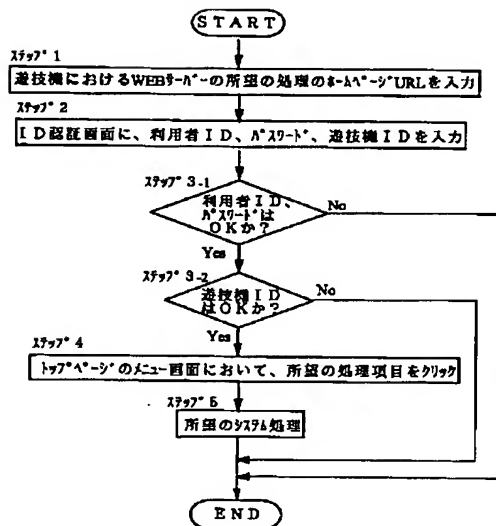 START
ステップ 1
遊技機におけるWEBサーバーの所望の処理のホームページURLを入力
ステップ 2
ID認証画面に、利用者ID、パスワード、遊技機IDを入力
ステップ 3-1
利用者ID、
パスワードは
OKか？
No
Yes
ステップ 3-2
遊技機ID
はOKか？
No
Yes
ステップ 4
トップページのメニュー画面において、所望の処理項目をクリック
ステップ 5
所望のシステム処理
END